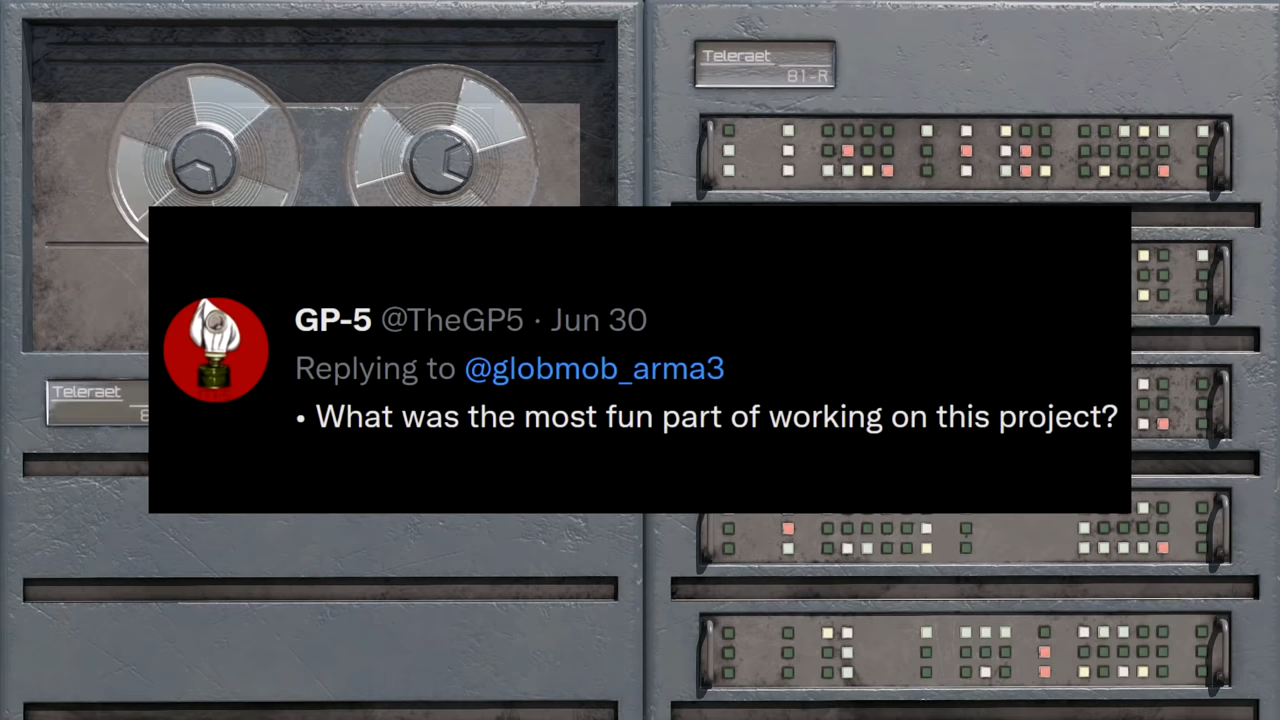 Teleraet
81-R
GP-5 @TheGP5 · Jun 30
Replying to @globmob_arma3
• What was the most fun part of working on this project?
Teleraet
8